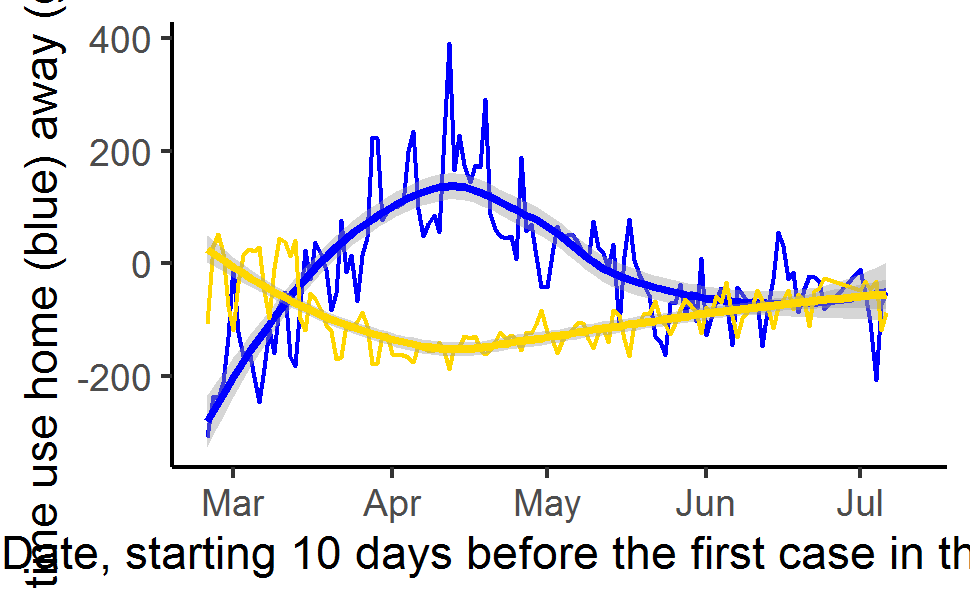 time use home (blue) away (
400
200
0
-200
Mar Apr May Jun Jul
Date, starting 10 days before the first case in th